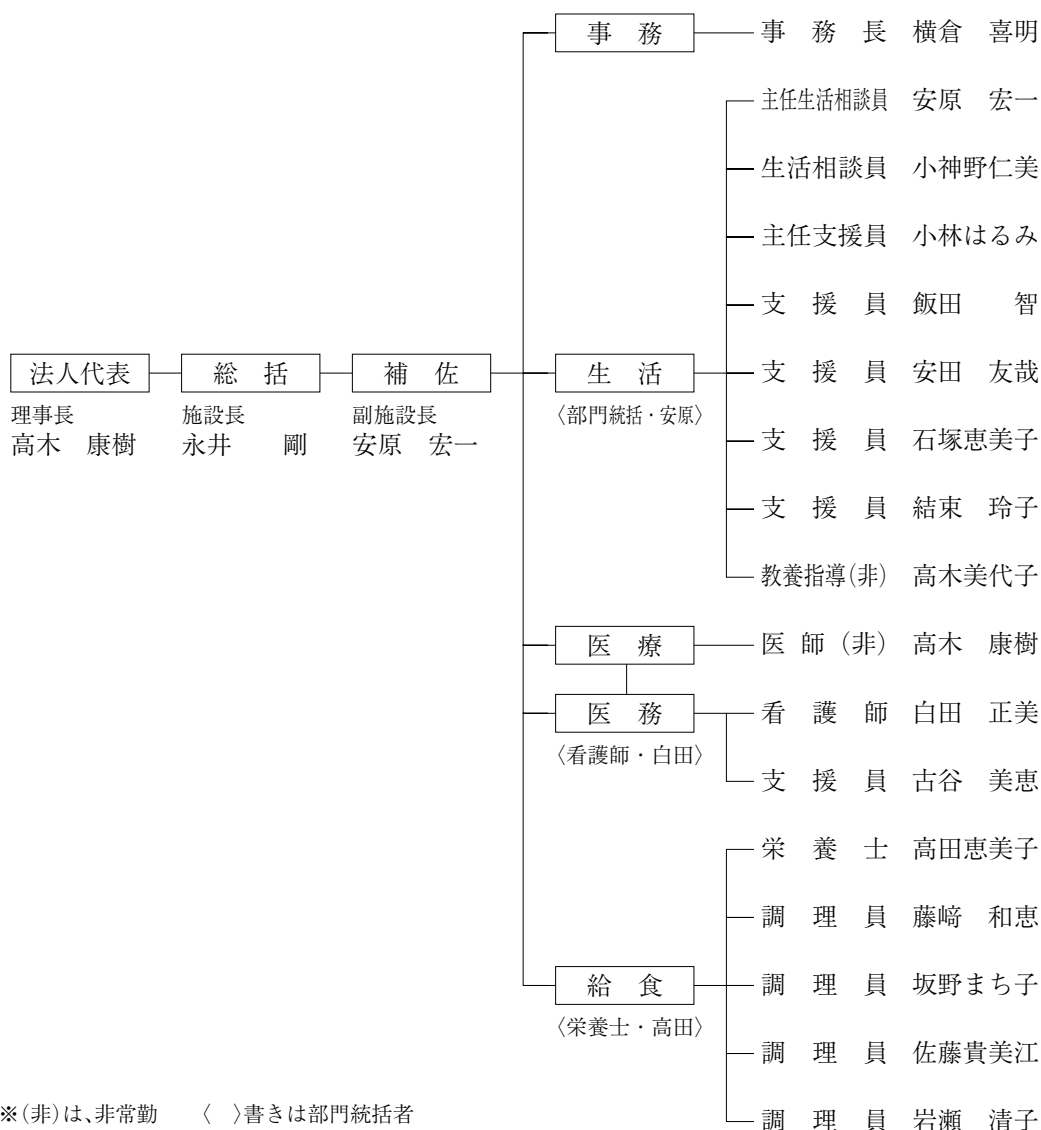 事　務　事　務　長　横倉　喜明
主任生活相談員　安原　宏一
生活相談員　小神野仁美
主任支援員　小林はるみ
支　援　員　飯田　　智
法人代表　総　括　補　佐　生　活　支　援　員　安田　友哉
理事長　施設長　副施設長　〈部門統括・安原〉
高木　康樹　永井　　剛　安原　宏一
支　援　員　石塚恵美子
支　援　員　結束　玲子
教養指導(非)　高木美代子
医　療　医　師（非）　高木　康樹
医　務　看　護　師　白田　正美
〈看護師・白田〉
支　援　員　古谷　美恵
栄　養　士　高田恵美子
調　理　員　藤﨑　和恵
給　食　調　理　員　坂野まち子
〈栄養士・高田〉
調　理　員　佐藤貴美江
※(非)は、非常勤　〈　〉書きは部門統括者
調　理　員　岩瀬　清子